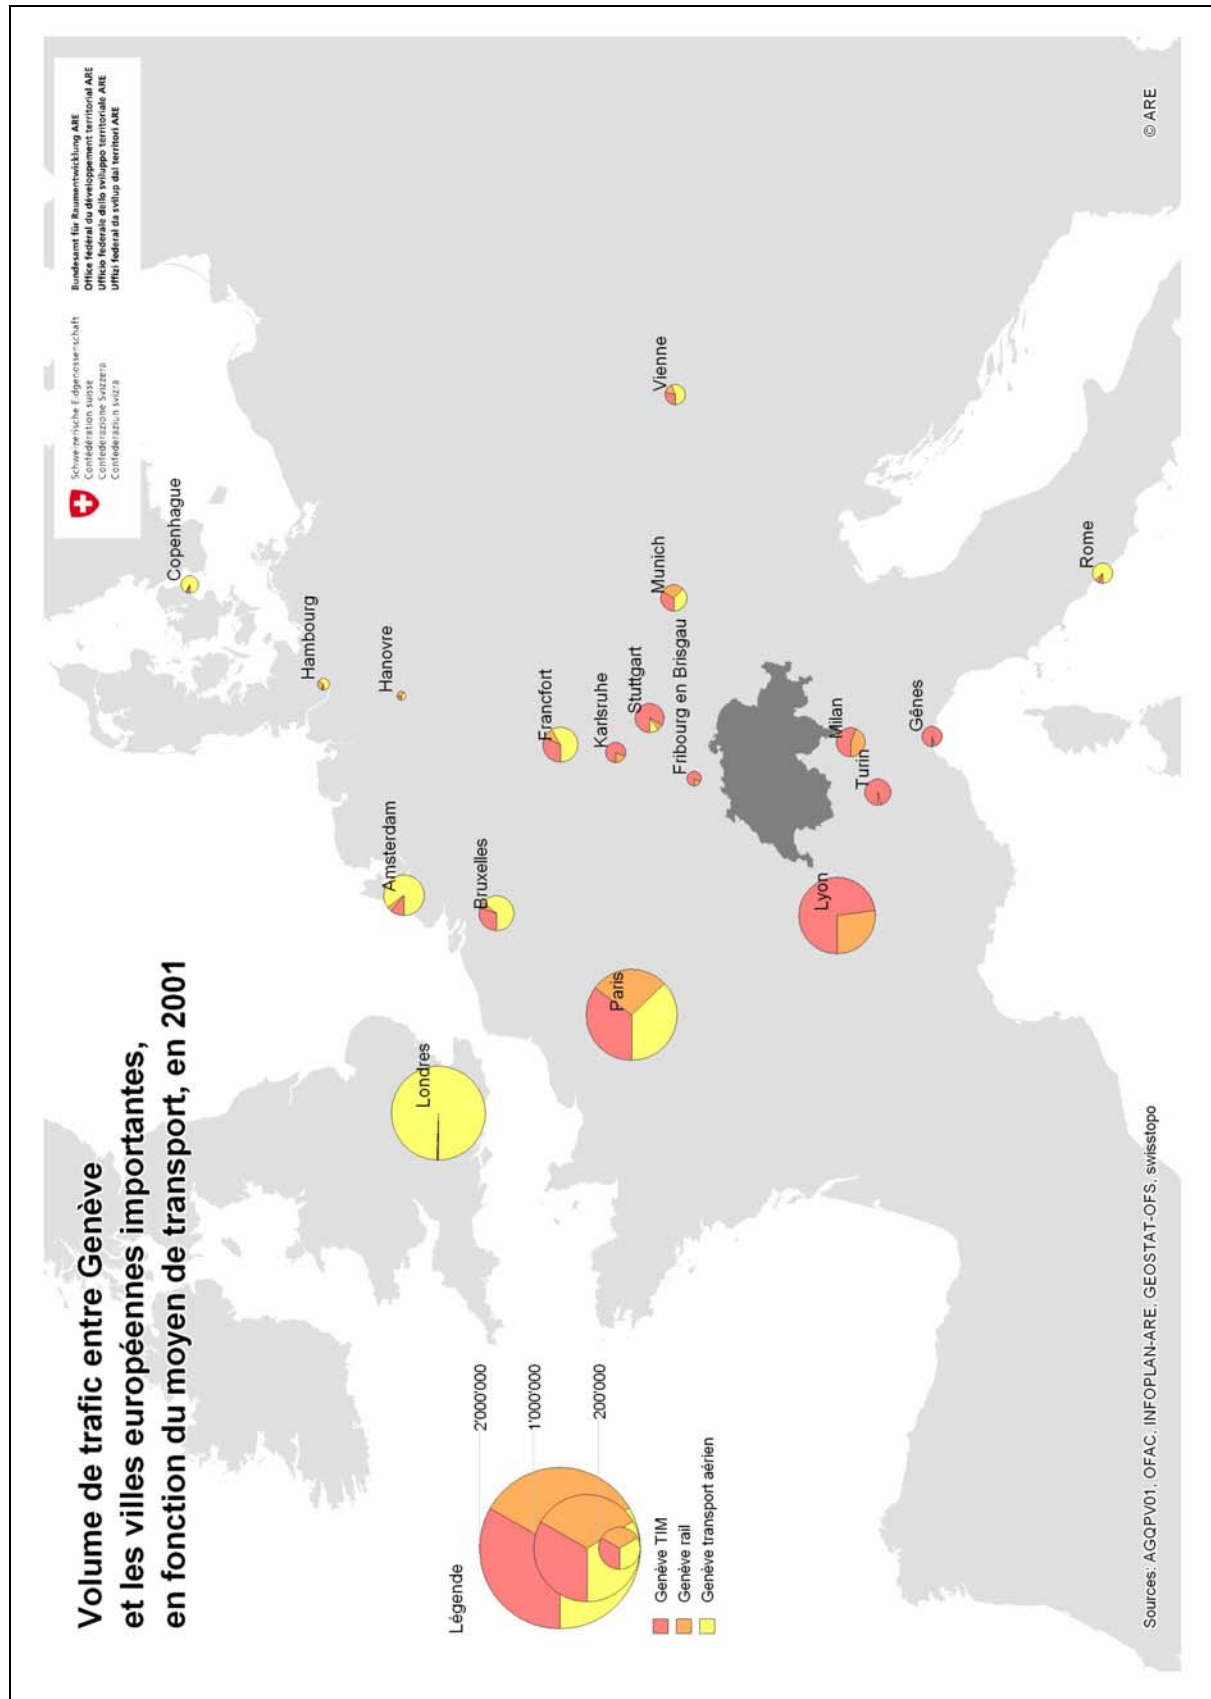 Volume de trafic entre Genève
et les villes européennes importantes,
en fonction du moyen de transport, en 2001
Schweizerische Eidgenossenschaft
Confédération suisse
Confederazione Svizzera
Confederaziun svizra
Bundesamt für Raumentwicklung ARE
Office fédéral du développement territorial ARE
Ufficio federale dello sviluppo territoriale ARE
Uffizi federal da svilup dal territori ARE
Copenhague
Hambourg
Hanovre
Amsterdam
Bruxelles
Londres
Francfort
Karlsruhe
Stuttgart
Munich
Vienne
Fribourg en Brisgau
Paris
Lyon
Milan
Turin
Gênes
Rome
Légende
2'000'000
1'000'000
200'000
Genève TIM
Genève rail
Genève transport aérien
Sources: AGQPV01, OFAC, INFOPLAN-ARE, GEOSTAT-OFS, swisstopo
© ARE